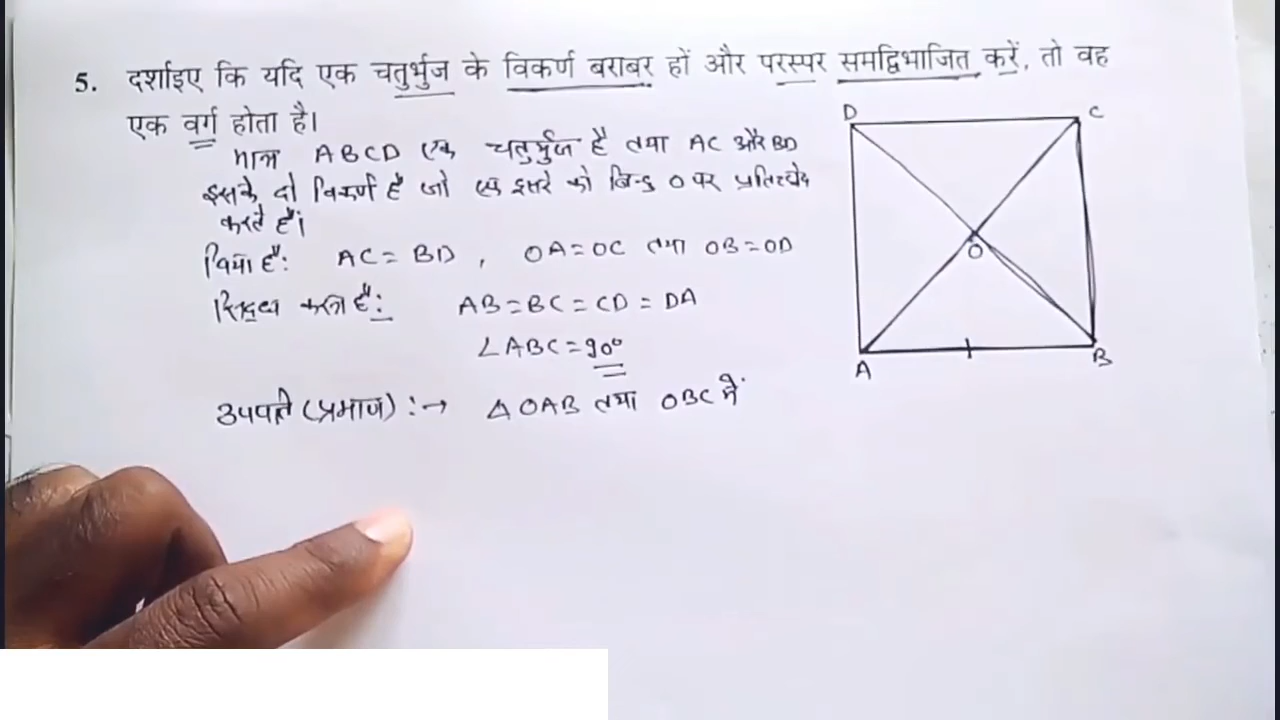 5. दर्शाइए कि यदि एक चतुर्भुज के विकर्ण बराबर हों और परस्पर समद्विभाजित करें, तो वह
एक वर्ग होता है।
माना ABCD एक चतुर्भुज है तथा AC और BD
इसके दो विकर्ण है जो एक दूसरे को बिन्दु O पर प्रतिच्छेद
करते हैं।
दिया है: AC = BD , OA = OC तथा OB = OD
सिद्ध करना है: AB = BC = CD = DA
∠ABC = 90°
उपपत्ति (प्रमाण) :→ △ OAB तथा OBC में
D C
O
A B